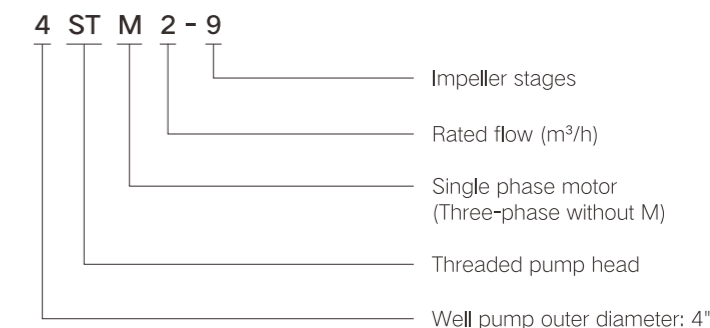 4 ST M 2 - 9
Impeller stages
Rated flow (m³/h)
Single phase motor
(Three-phase without M)
Threaded pump head
Well pump outer diameter: 4"